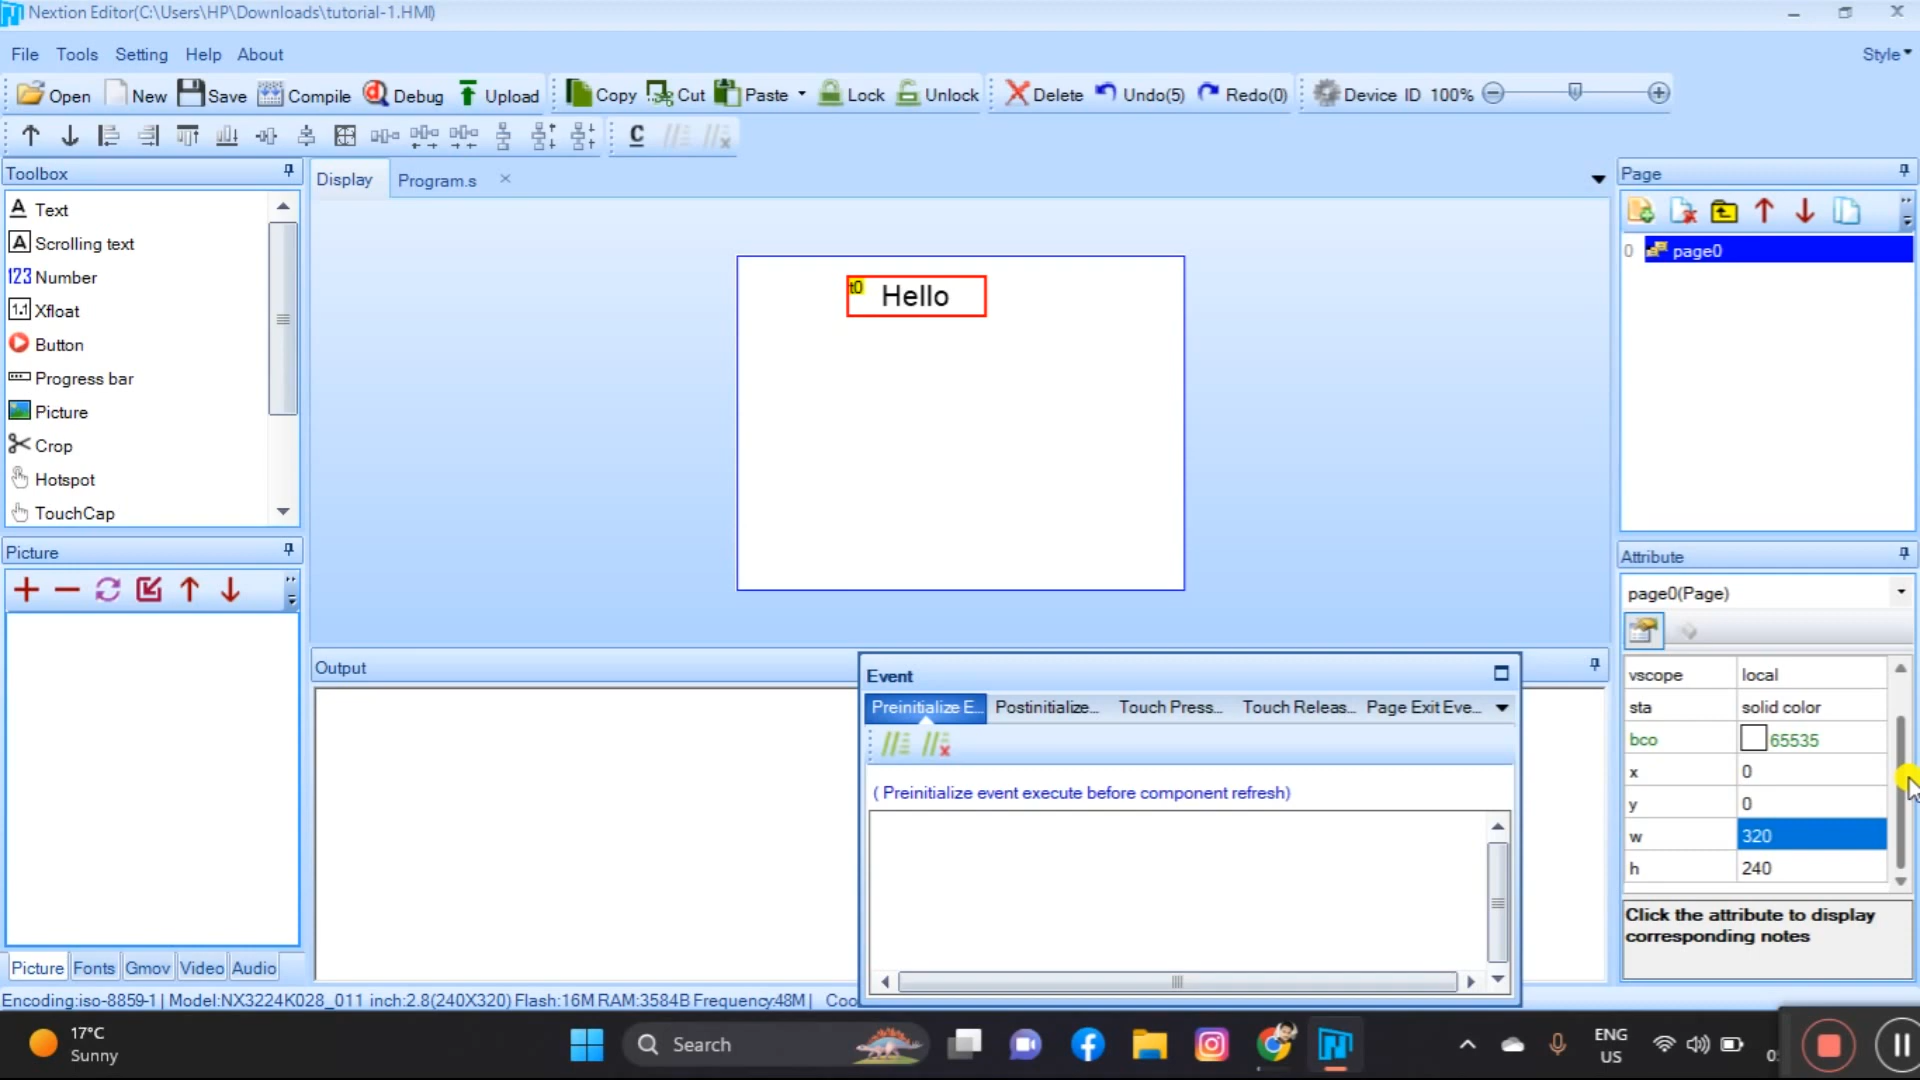 Nextion Editor(C:\Users\HP\Downloads\tutorial-1.HMI)
File Tools Setting Help About
Style
Open New Save Compile Debug Upload Copy Cut Paste Lock Unlock Delete Undo(5) Redo(0) Device ID 100%
C
Toolbox
A Text
A Scrolling text
123 Number
1.1 Xfloat
Button
Progress bar
Picture
Crop
Hotspot
TouchCap
Picture
Picture Fonts Gmov Video Audio
Display Program.s
t0 Hello
Output
Event
Preinitialize E... Postinitialize... Touch Press... Touch Releas... Page Exit Eve...
( Preinitialize event execute before component refresh)
Page
0 page0
Attribute
page0(Page)
vscope local
sta solid color
bco 65535
x 0
y 0
w 320
h 240
Click the attribute to display
corresponding notes
Encoding:iso-8859-1 | Model:NX3224K028_011 inch:2.8(240X320) Flash:16M RAM:3584B Frequency:48M |
17°C
Sunny
Search
ENG
US